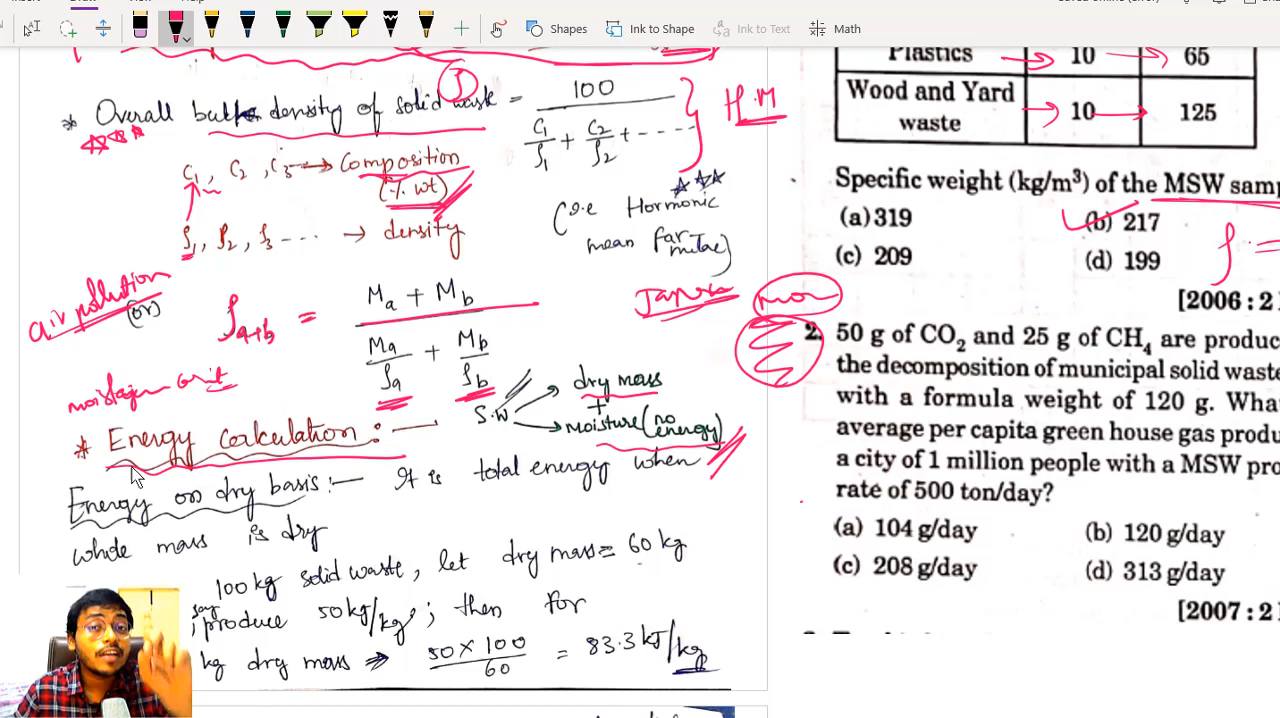 Draw
Shapes
Ink to Shape
Ink to Text
Math
* Overall bulk density of solid waste = 100 / (C1/ρ1 + C2/ρ2 + - - - -) } H.M
C1, C2, C3 → Composition
(% wt)
ρ1, ρ2, ρ3 - - - → density
(i.e Hormonic
mean formulae)
air pollution
(or)
ρa+b = (Ma + Mb) / (Ma/ρa + Mb/ρb)
S.W
dry mass
+
Moisture (no energy)
* Energy calculation :—
Energy on dry basis :— It is total energy when
whole mass is dry
100 kg solid waste, let dry mass = 60 kg
say
produce 50 kg/kg ; then for
kg dry mass ⇒ 50 × 100 / 60 = 83.3 kJ/kg
Plastics 10 65
Wood and Yard waste 10 125
Specific weight (kg/m³) of the MSW samp
(a) 319 (b) 217
(c) 209 (d) 199
ρ =
[2006 : 2
2. 50 g of CO₂ and 25 g of CH₄ are produc
the decomposition of municipal solid waste
with a formula weight of 120 g. Wha
average per capita green house gas produ
a city of 1 million people with a MSW pro
rate of 500 ton/day?
(a) 104 g/day (b) 120 g/day
(c) 208 g/day (d) 313 g/day
[2007 : 2